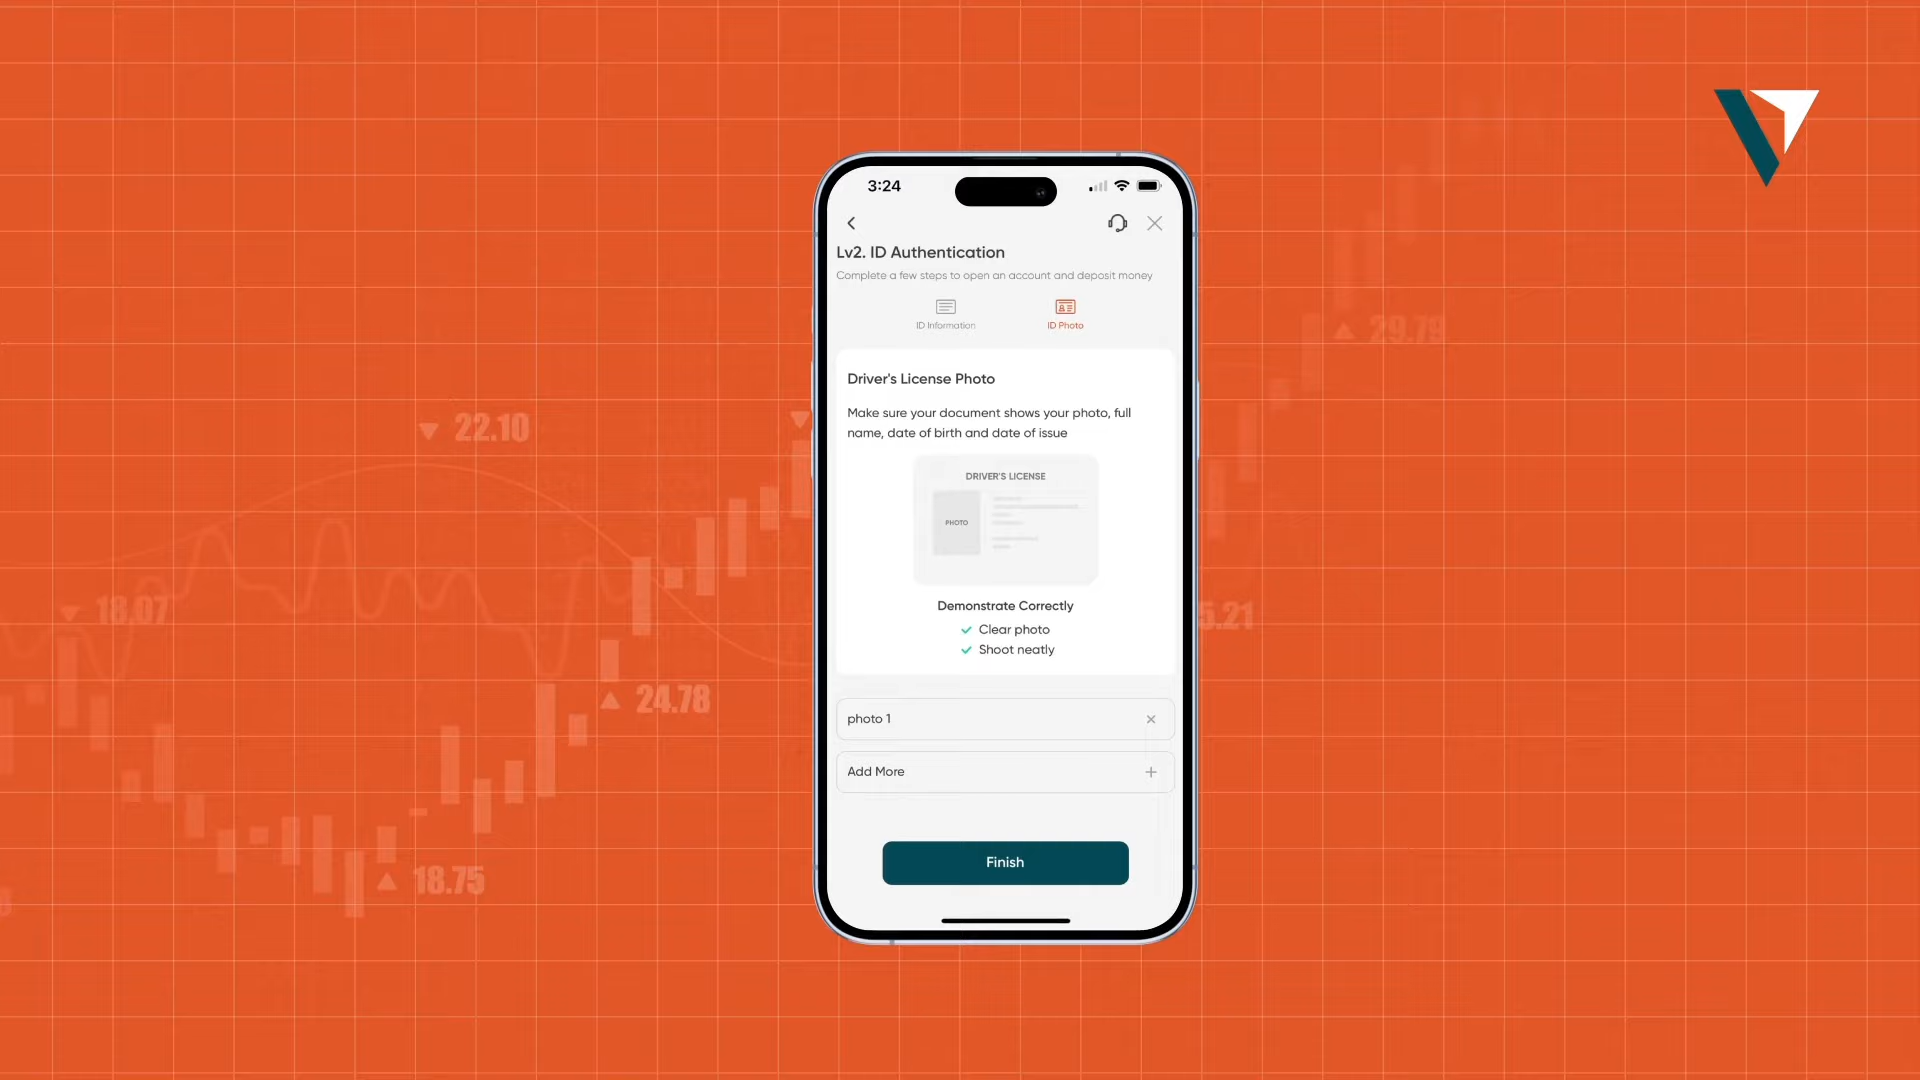 3:24
Lv2. ID Authentication
Complete a few steps to open an account and deposit money
ID Information
ID Photo
Driver's License Photo
Make sure your document shows your photo, full
name, date of birth and date of issue
DRIVER'S LICENSE
PHOTO
Demonstrate Correctly
Clear photo
Shoot neatly
photo 1
Add More
Finish
29.79
22.10
18.07
5.21
24.78
18.75